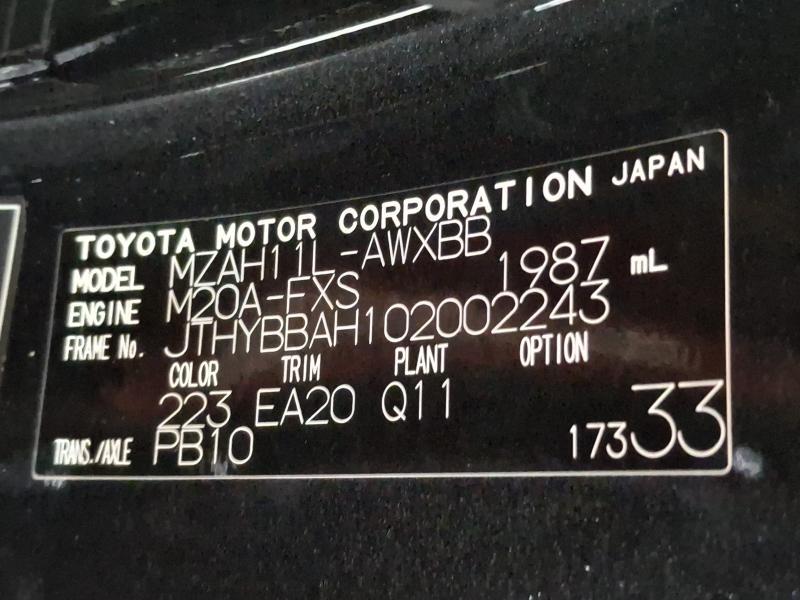 TOYOTA MOTOR CORPORATION JAPAN
MODEL MZAH11L-AWXBB
ENGINE M20A-FXS 1987 mL
FRAME No. JTHYBBAH102002243
COLOR TRIM PLANT OPTION
223 EA20 Q11
TRANS./AXLE PB10 17333